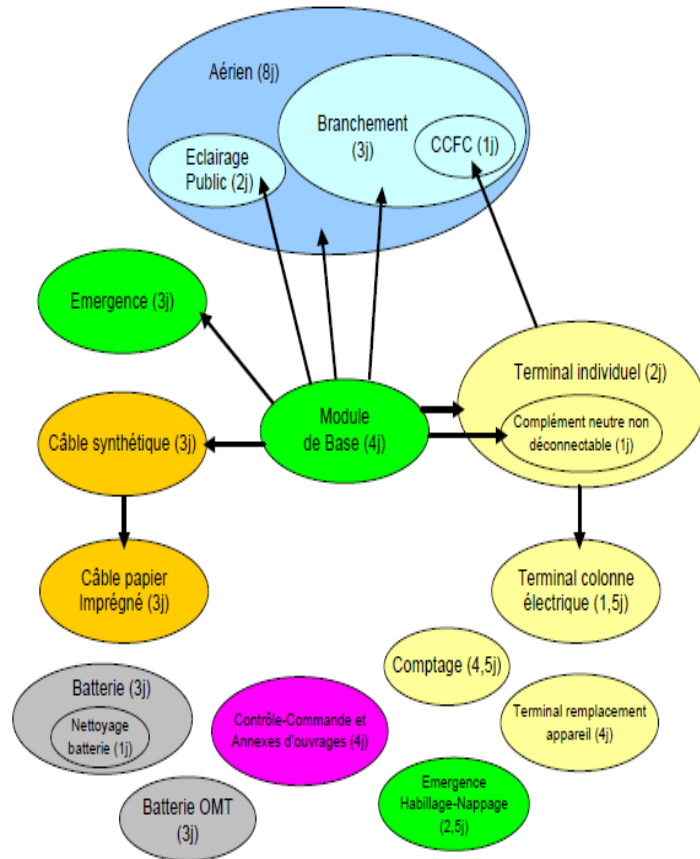 Aérien (8j)
Branchement
(3j)
CCFC (1j)
Eclairage
Public (2j)
Emergence (3j)
Terminal individuel (2j)
Complément neutre non
déconnectable (1j)
Module
de Base (4j)
Câble synthétique (3j)
Câble papier
Imprégné (3j)
Terminal colonne
électrique (1,5j)
Comptage (4,5j)
Batterie (3j)
Nettoyage
batterie (1j)
Contrôle-Commande et
Annexes d'ouvrages (4j)
Terminal remplacement
appareil (4j)
Batterie OMT
(3j)
Emergence
Habillage-Nappage
(2,5j)